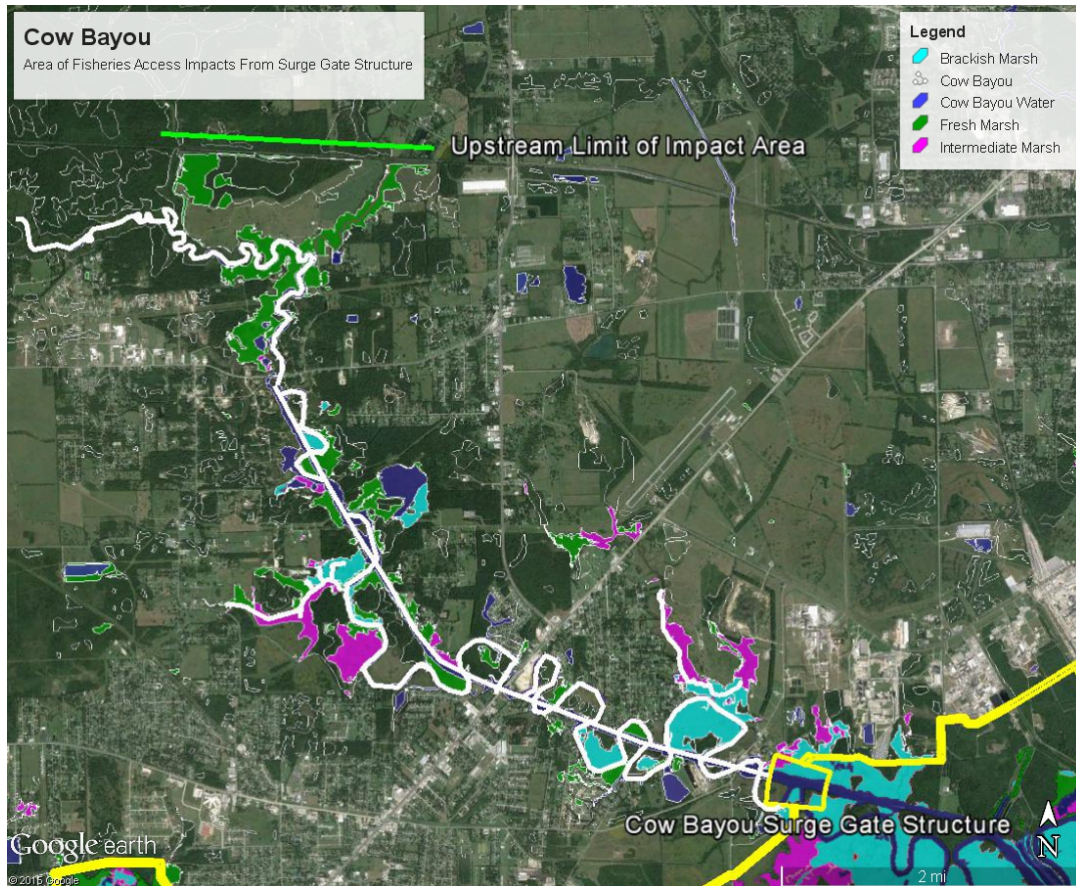 Cow Bayou
Area of Fisheries Access Impacts From Surge Gate Structure
Legend
Brackish Marsh
Cow Bayou
Cow Bayou Water
Fresh Marsh
Intermediate Marsh
Upstream Limit of Impact Area
Cow Bayou Surge Gate Structure
Google earth
© 2015 Google
N
2 mi